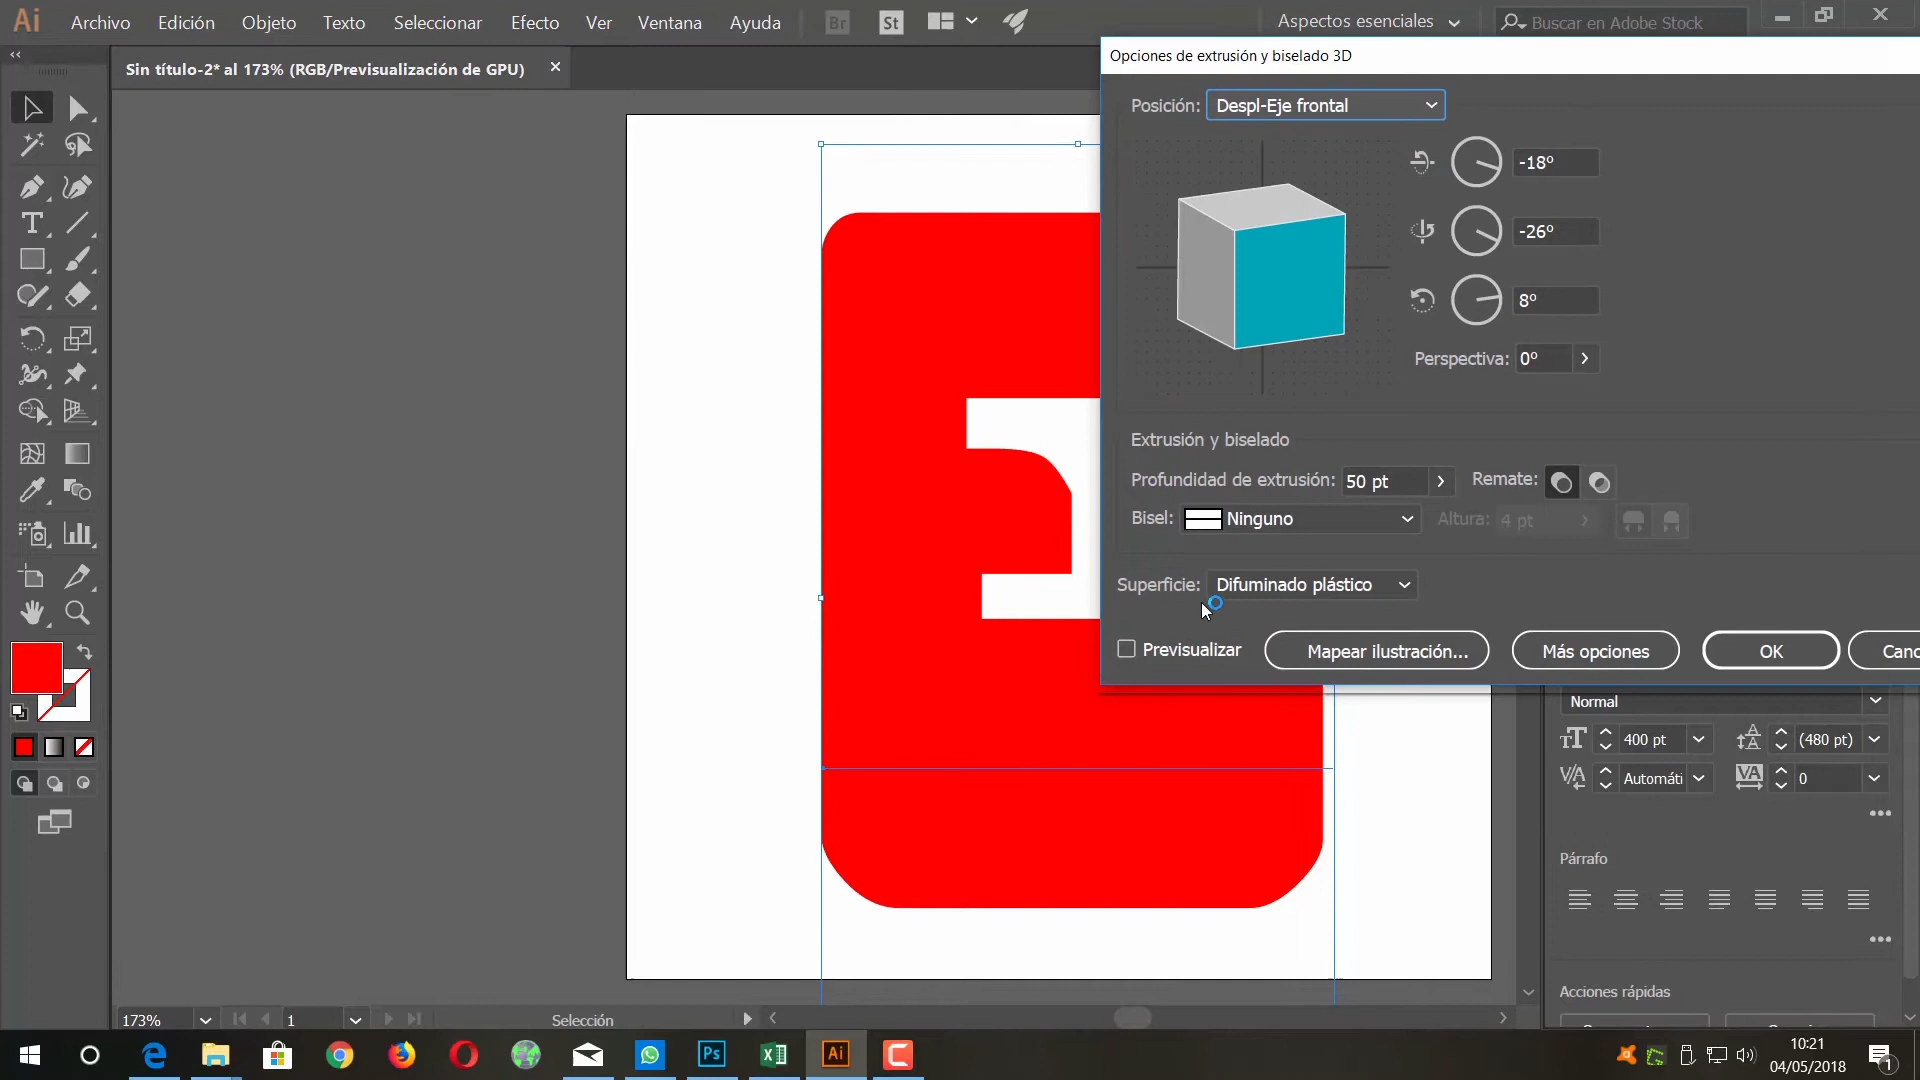 Ai Archivo Edición Objeto Texto Seleccionar Efecto Ver Ventana Ayuda Br St Aspectos esenciales Buscar en Adobe Stock
Sin título-2* al 173% (RGB/Previsualización de GPU)
Opciones de extrusión y biselado 3D
Posición: Despl-Eje frontal
-18°
-26°
8°
Perspectiva: 0°
Extrusión y biselado
Profundidad de extrusión: 50 pt Remate:
Bisel: Ninguno Altura: 4 pt
Superficie: Difuminado plástico
Previsualizar Mapear ilustración... Más opciones OK Canc
Normal
400 pt (480 pt)
Automáti 0
Párrafo
Acciones rápidas
173% 1 Selección
Ps Ai
10:21
04/05/2018
1